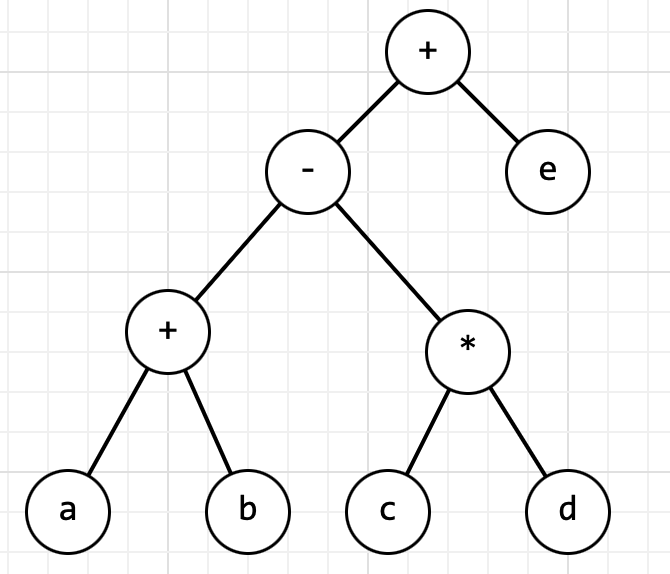 +
- e
+ *
a b c d